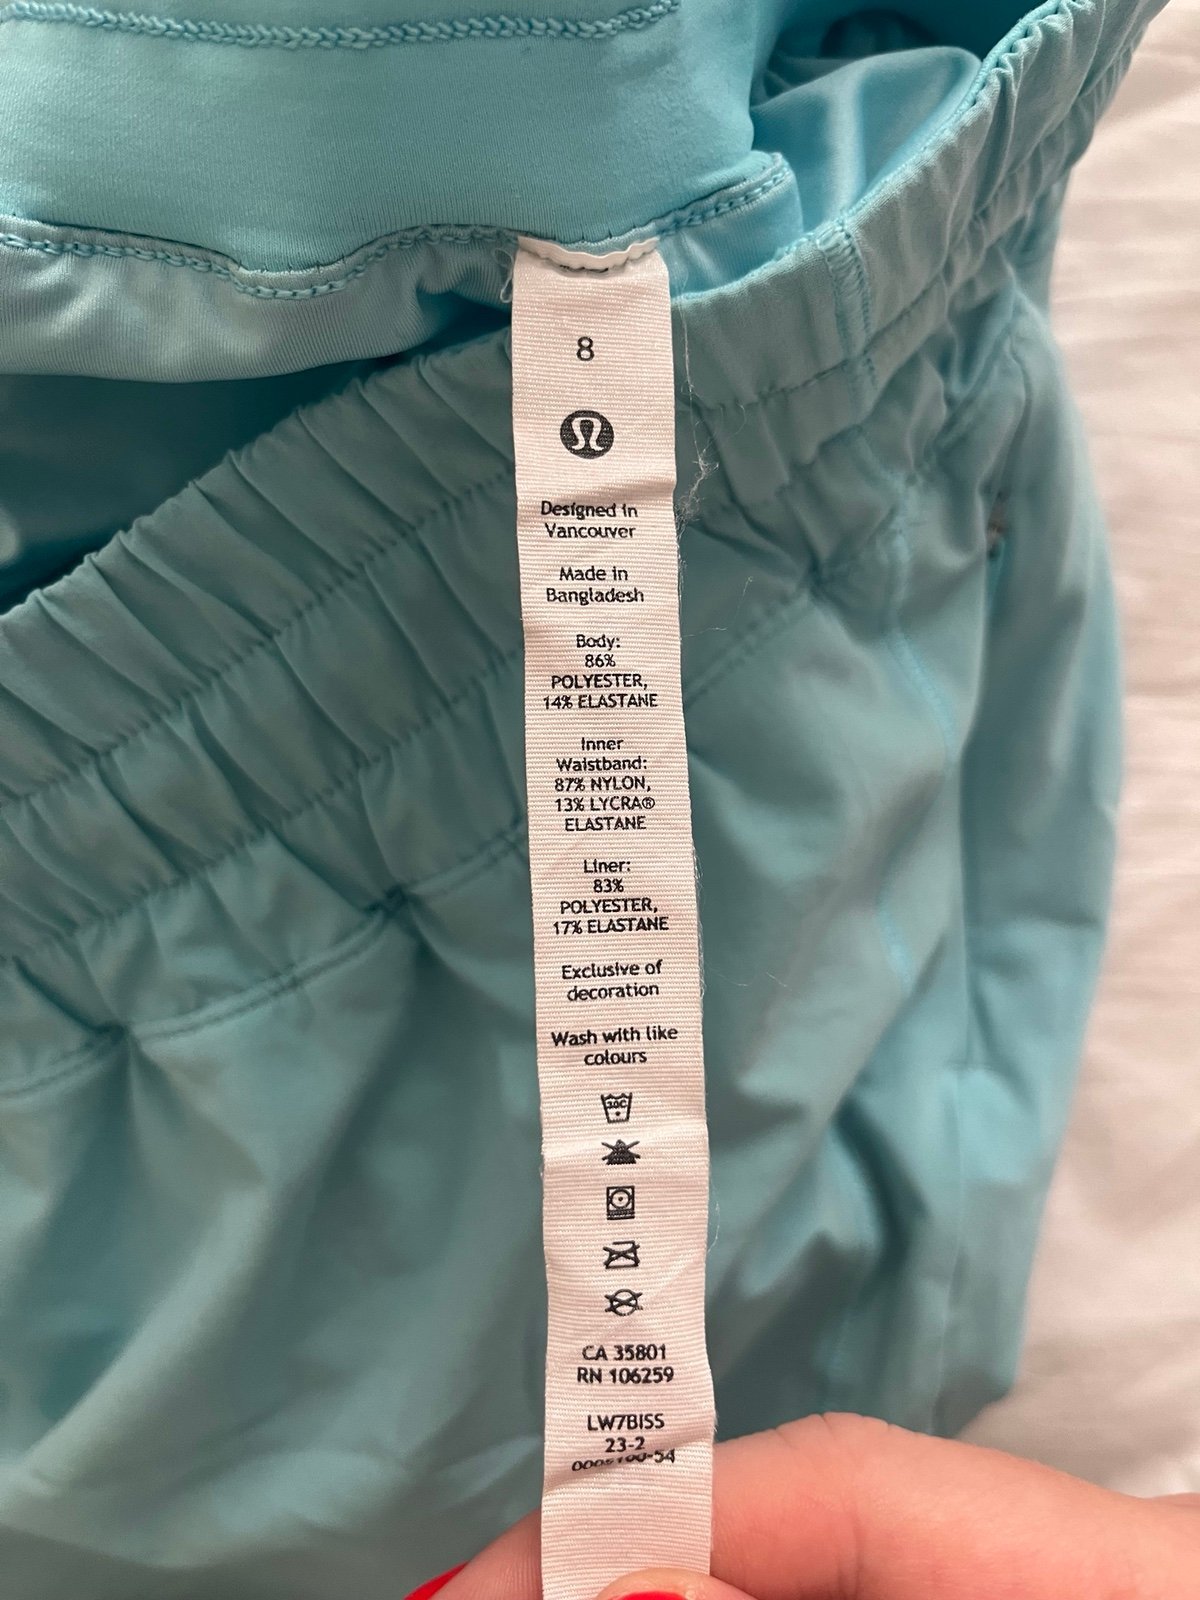 8
Designed in
Vancouver
Made in
Bangladesh
Body:
86%
POLYESTER,
14% ELASTANE
Inner
Waistband:
87% NYLON,
13% LYCRA®
ELASTANE
Liner:
83%
POLYESTER,
17% ELASTANE
Exclusive of
decoration
Wash with like
colours
30C
CA 35801
RN 106259
LW7BISS
23-2